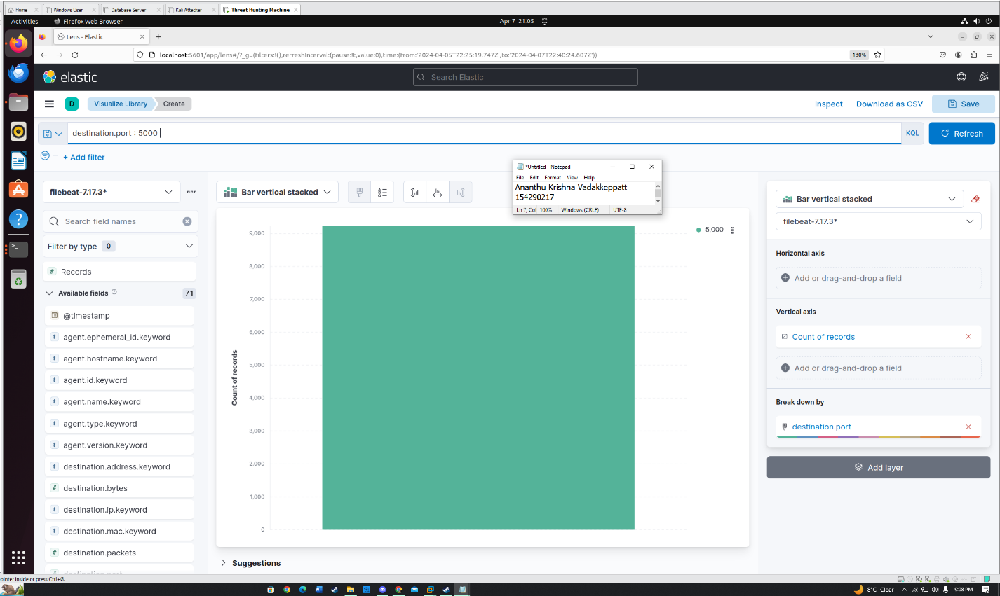 Home
Windows User
Database Server
Kali Attacker
Threat Hunting Machine
Activities
Firefox Web Browser
Apr 7 21:05
Lens - Elastic
localhost:5601/app/lens#/?_g=(filters:!(),refreshInterval:(pause:!t,value:0),time:(from:'2024-04-05T22:25:19.747Z',to:'2024-04-07T22:40:24.607Z'))
130%
elastic
Search Elastic
D
Visualize Library
Create
Inspect
Download as CSV
Save
destination.port : 5000
KQL
Refresh
+ Add filter
*Untitled - Notepad
File Edit Format View Help
Ananthu Krishna Vadakkeppatt
154290217
Ln 7, Col 100% Windows (CRLF) UTF-8
filebeat-7.17.3*
Search field names
Filter by type 0
Records
Available fields 71
@timestamp
agent.ephemeral_id.keyword
agent.hostname.keyword
agent.id.keyword
agent.name.keyword
agent.type.keyword
agent.version.keyword
destination.address.keyword
destination.bytes
destination.ip.keyword
destination.mac.keyword
destination.packets
Bar vertical stacked
5,000
9,000
8,000
7,000
6,000
5,000
4,000
3,000
2,000
1,000
0
Count of records
Suggestions
Bar vertical stacked
filebeat-7.17.3*
Horizontal axis
Add or drag-and-drop a field
Vertical axis
Count of records
Add or drag-and-drop a field
Break down by
destination.port
Add layer
ointer inside or press Ctrl+G.
8°C Clear
9:08 PM